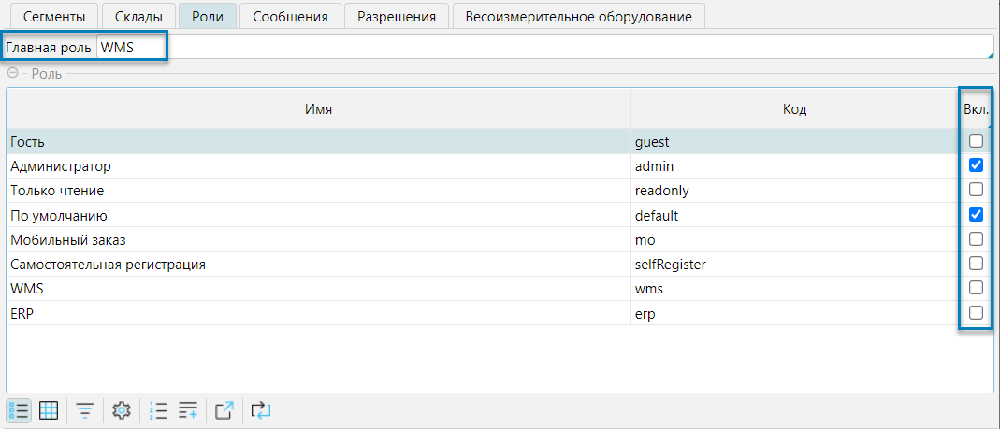 Сегменты Склады Роли Сообщения Разрешения Весоизмерительное оборудование
Главная роль WMS
Роль
Имя Код Вкл.
Гость guest
Администратор admin
Только чтение readonly
По умолчанию default
Мобильный заказ mo
Самостоятельная регистрация selfRegister
WMS wms
ERP erp